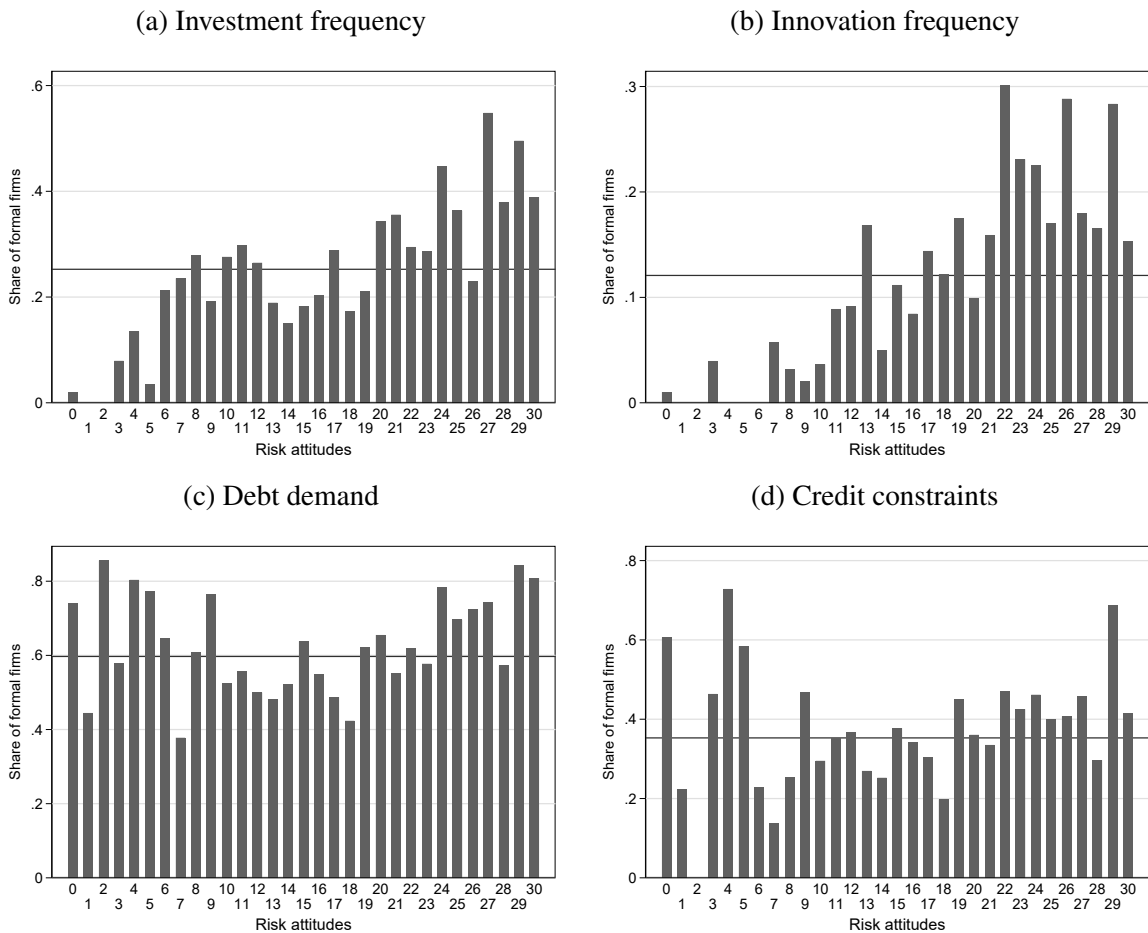 (a) Investment frequency
Share of formal firms
.6
.4
.2
0
0 2 4 6 8 10 12 14 16 18 20 22 24 26 28 30
1 3 5 7 9 11 13 15 17 19 21 23 25 27 29
Risk attitudes
(b) Innovation frequency
Share of formal firms
.3
.2
.1
0
0 2 4 6 8 10 12 14 16 18 20 22 24 26 28 30
1 3 5 7 9 11 13 15 17 19 21 23 25 27 29
Risk attitudes
(c) Debt demand
Share of formal firms
.8
.6
.4
.2
0
0 2 4 6 8 10 12 14 16 18 20 22 24 26 28 30
1 3 5 7 9 11 13 15 17 19 21 23 25 27 29
Risk attitudes
(d) Credit constraints
Share of formal firms
.8
.6
.4
.2
0
0 2 4 6 8 10 12 14 16 18 20 22 24 26 28 30
1 3 5 7 9 11 13 15 17 19 21 23 25 27 29
Risk attitudes